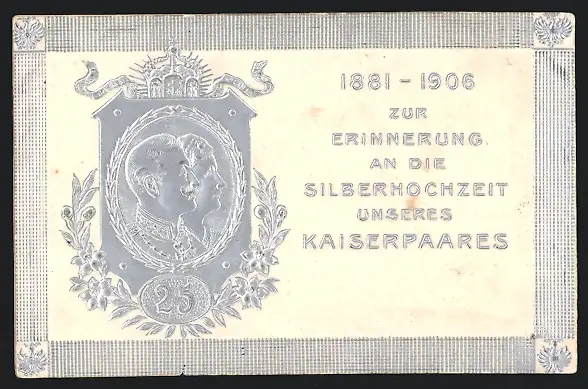 1881 - 1906
ZUR
ERINNERUNG
AN DIE
SILBERHOCHZEIT
UNSERES
KAISERPAARES
25